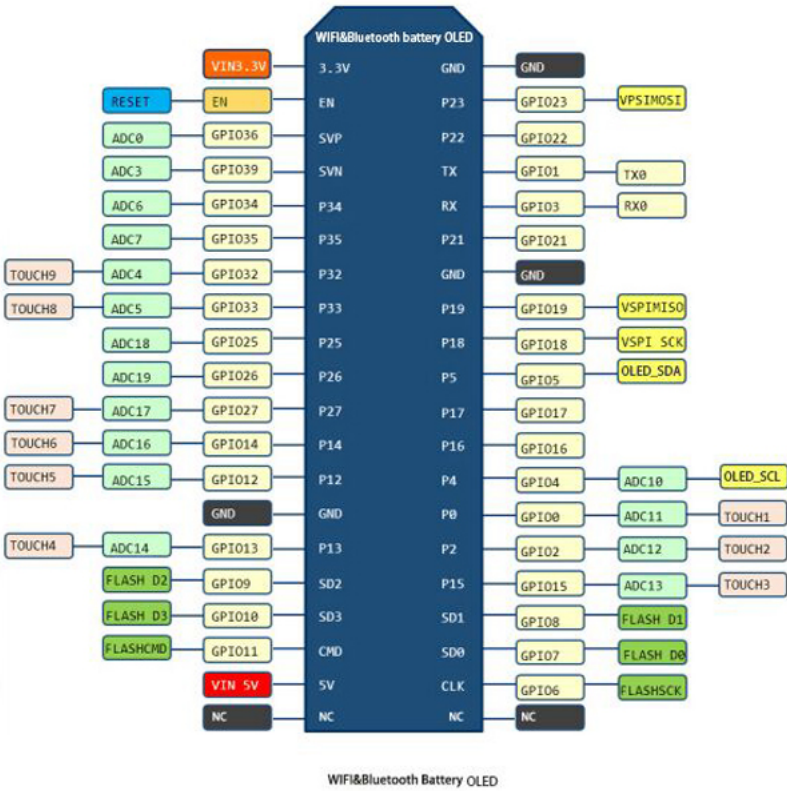 WIFI&Bluetooth battery OLED
VIN3.3V 3.3V GND GND
RESET EN EN P23 GPIO23 VPSIMOSI
ADC0 GPIO36 SVP P22 GPIO22
ADC3 GPIO39 SVN TX GPIO1 TX0
ADC6 GPIO34 P34 RX GPIO3 RX0
ADC7 GPIO35 P35 P21 GPIO21
TOUCH9 ADC4 GPIO32 P32 GND GND
TOUCH8 ADC5 GPIO33 P33 P19 GPIO19 VSPIMISO
ADC18 GPIO25 P25 P18 GPIO18 VSPI SCK
ADC19 GPIO26 P26 P5 GPIO5 OLED_SDA
TOUCH7 ADC17 GPIO27 P27 P17 GPIO17
TOUCH6 ADC16 GPIO14 P14 P16 GPIO16
TOUCH5 ADC15 GPIO12 P12 P4 GPIO4 ADC10 OLED_SCL
GND GND P0 GPIO0 ADC11 TOUCH1
TOUCH4 ADC14 GPIO13 P13 P2 GPIO2 ADC12 TOUCH2
FLASH D2 GPIO9 SD2 P15 GPIO15 ADC13 TOUCH3
FLASH D3 GPIO10 SD3 SD1 GPIO8 FLASH D1
FLASHCMD GPIO11 CMD SD0 GPIO7 FLASH D0
VIN 5V 5V CLK GPIO6 FLASHSCK
NC NC NC NC
WIFI&Bluetooth Battery OLED